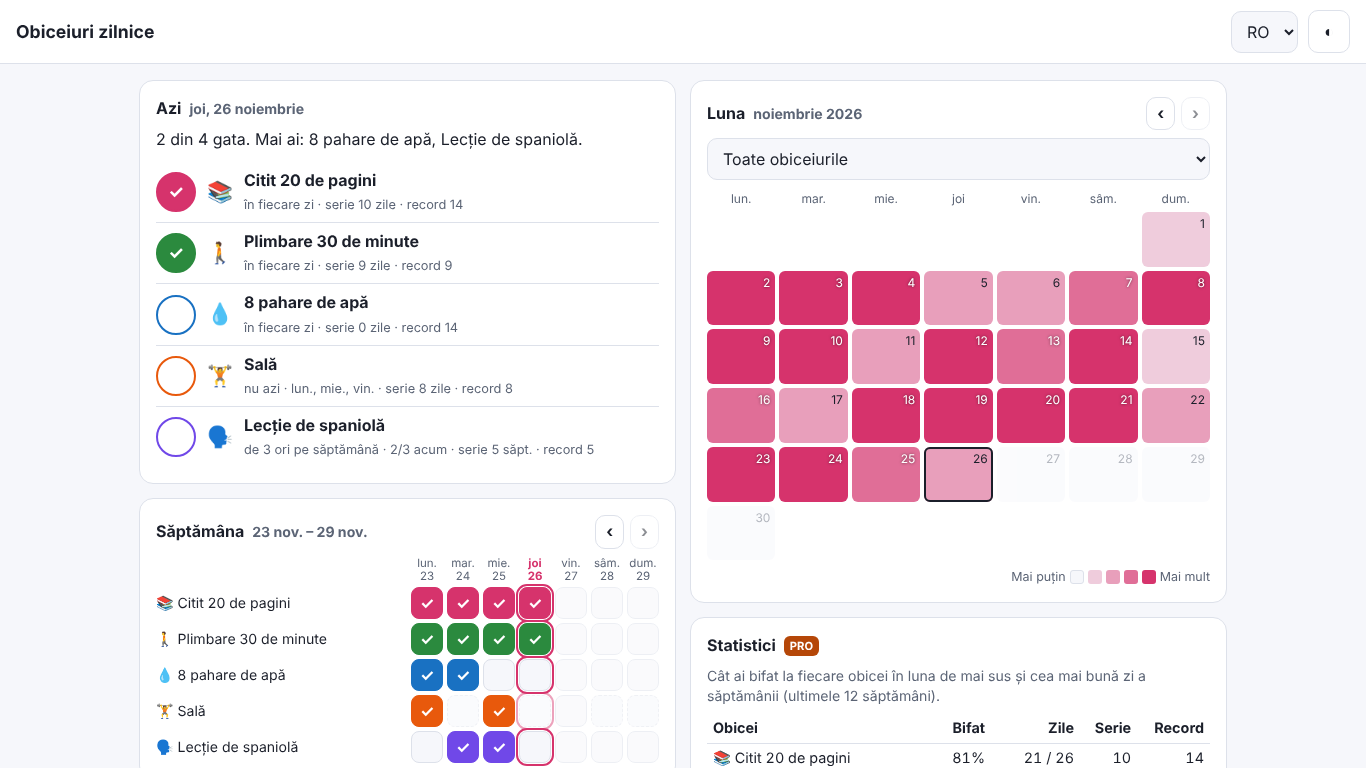 Obiceiuri zilnice
RO
Azi joi, 26 noiembrie
2 din 4 gata. Mai ai: 8 pahare de apă, Lecție de spaniolă.
Citit 20 de pagini
în fiecare zi · serie 10 zile · record 14
Plimbare 30 de minute
în fiecare zi · serie 9 zile · record 9
8 pahare de apă
în fiecare zi · serie 0 zile · record 14
Sală
nu azi · lun., mie., vin. · serie 8 zile · record 8
Lecție de spaniolă
de 3 ori pe săptămână · 2/3 acum · serie 5 săpt. · record 5
Săptămâna 23 nov. – 29 nov.
lun. mar. mie. joi vin. sâm. dum.
23 24 25 26 27 28 29
Citit 20 de pagini
Plimbare 30 de minute
8 pahare de apă
Sală
Lecție de spaniolă
Luna noiembrie 2026
Toate obiceiurile
lun. mar. mie. joi vin. sâm. dum.
1
2 3 4 5 6 7 8
9 10 11 12 13 14 15
16 17 18 19 20 21 22
23 24 25 26 27 28 29
30
Mai puțin Mai mult
Statistici PRO
Cât ai bifat la fiecare obicei în luna de mai sus și cea mai bună zi a
săptămânii (ultimele 12 săptămâni).
Obicei Bifat Zile Serie Record
Citit 20 de pagini 81% 21 / 26 10 14